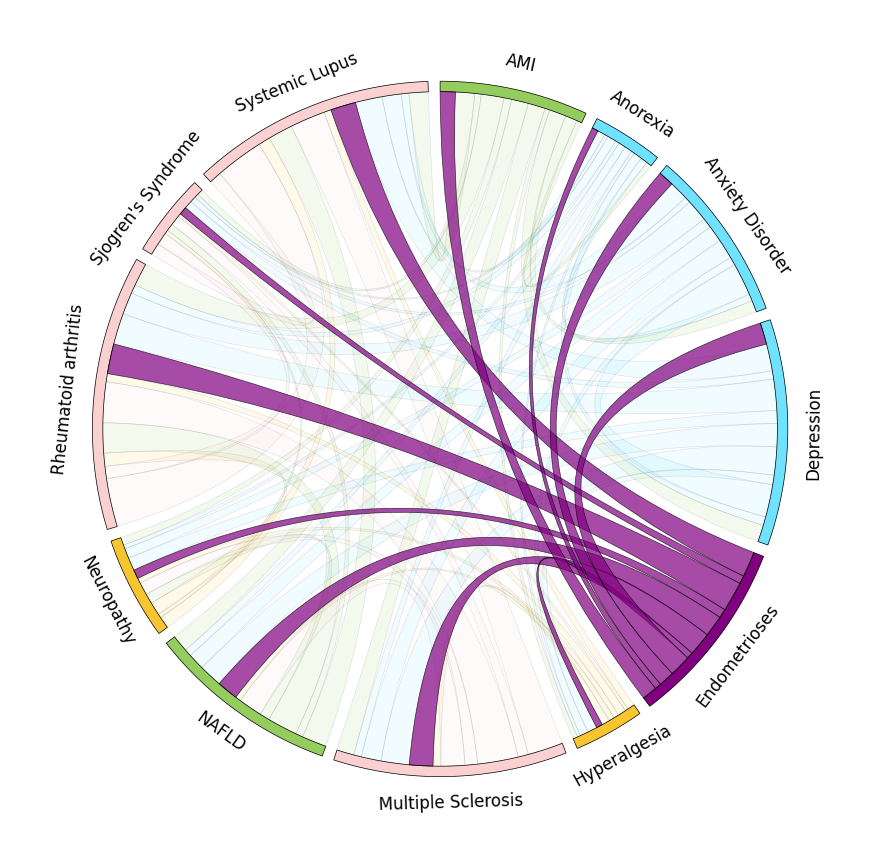 AMI
Anorexia
Anxiety Disorder
Depression
Endometrioses
Hyperalgesia
Multiple Sclerosis
NAFLD
Neuropathy
Rheumatoid arthritis
Sjogren's Syndrome
Systemic Lupus